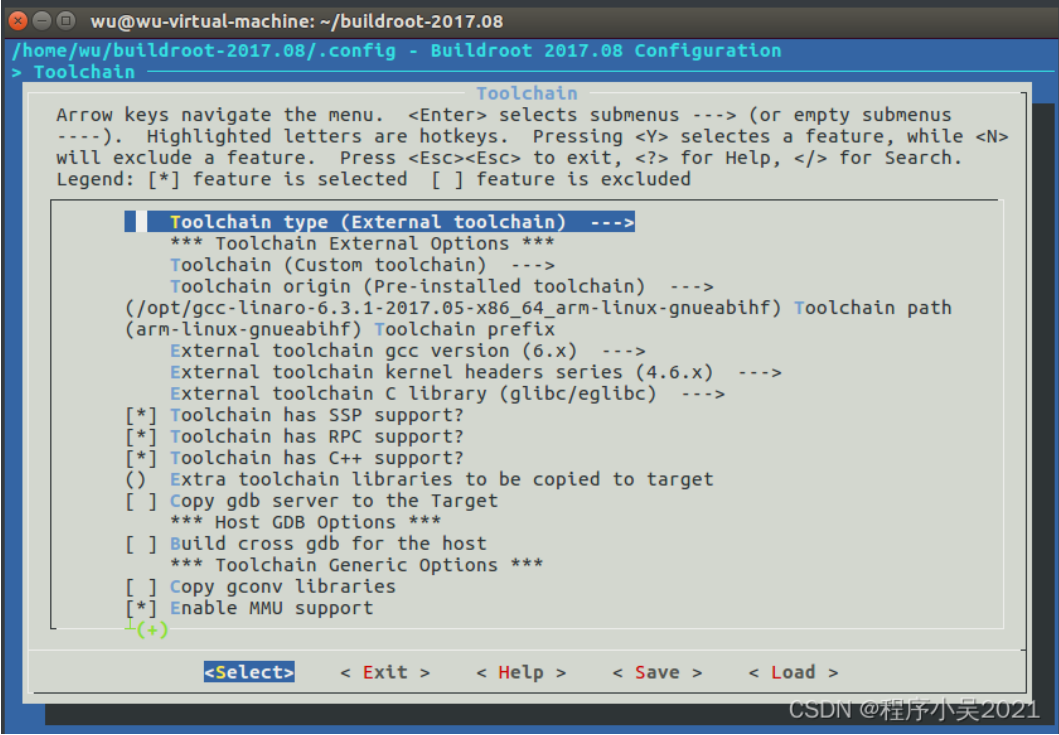 wu@wu-virtual-machine: ~/buildroot-2017.08
/home/wu/buildroot-2017.08/.config - Buildroot 2017.08 Configuration
> Toolchain
Toolchain
Arrow keys navigate the menu.  <Enter> selects submenus ---> (or empty submenus
----).  Highlighted letters are hotkeys.  Pressing <Y> selectes a feature, while <N>
will exclude a feature.  Press <Esc><Esc> to exit, <?> for Help, </> for Search.
Legend: [*] feature is selected  [ ] feature is excluded
Toolchain type (External toolchain)  --->
*** Toolchain External Options ***
Toolchain (Custom toolchain)  --->
Toolchain origin (Pre-installed toolchain)  --->
(/opt/gcc-linaro-6.3.1-2017.05-x86_64_arm-linux-gnueabihf) Toolchain path
(arm-linux-gnueabihf) Toolchain prefix
External toolchain gcc version (6.x)  --->
External toolchain kernel headers series (4.6.x)  --->
External toolchain C library (glibc/eglibc)  --->
[*] Toolchain has SSP support?
[*] Toolchain has RPC support?
[*] Toolchain has C++ support?
()  Extra toolchain libraries to be copied to target
[ ] Copy gdb server to the Target
*** Host GDB Options ***
[ ] Build cross gdb for the host
*** Toolchain Generic Options ***
[ ] Copy gconv libraries
[*] Enable MMU support
┴(+)
<Select>    < Exit >    < Help >    < Save >    < Load >
CSDN @程序小吴2021